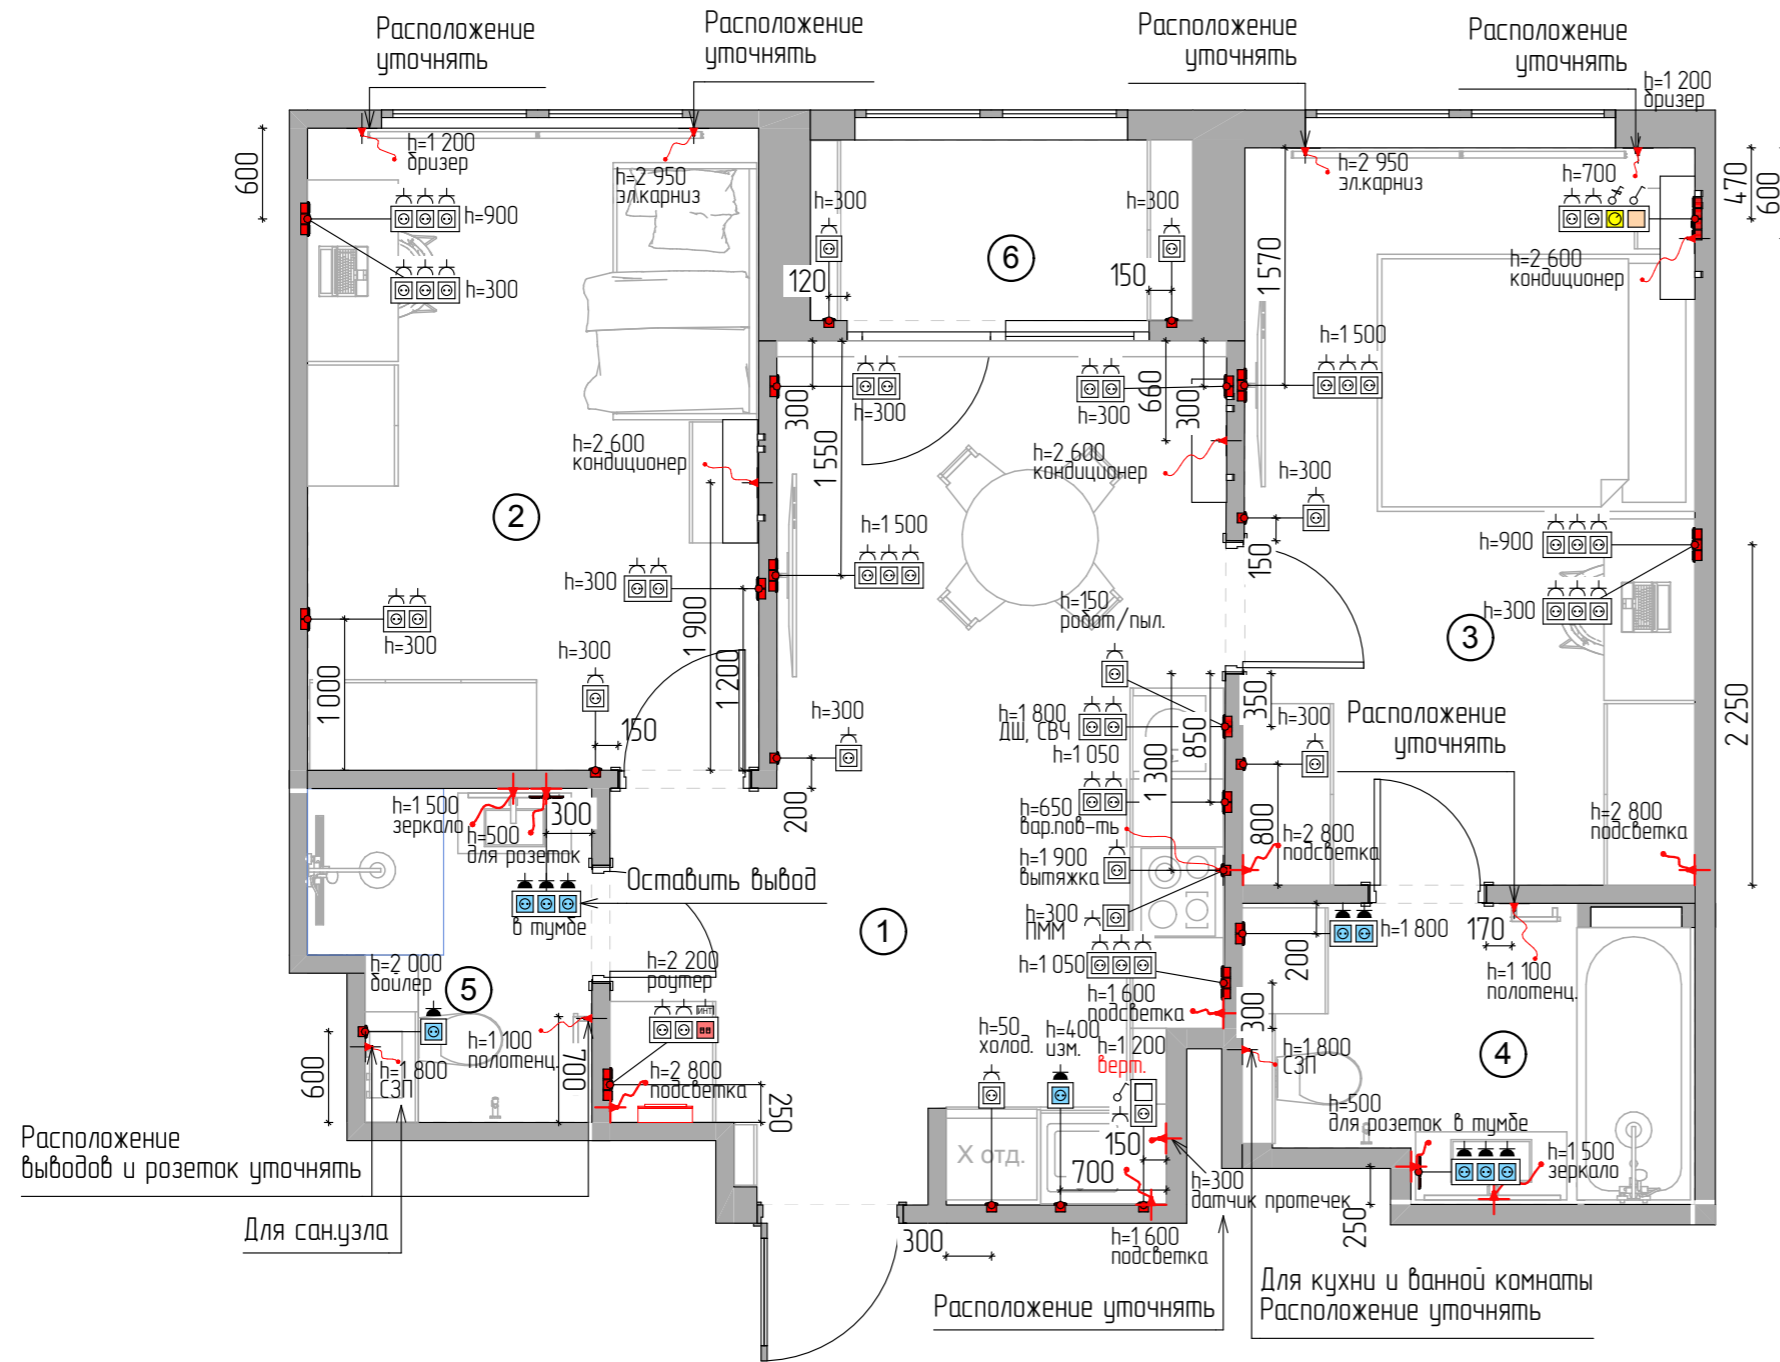 Расположение
уточнять
Расположение
уточнять
Расположение
уточнять
Расположение
уточнять
h=1 200
бризер
600
h=1 200
бризер
h=2 950
эл.карниз
h=900
h=300
h=300
h=300
120
150
6
h=2 950
эл.карниз
h=700
470
600
1 570
h=2 600
кондиционер
h=1 500
h=300
h=300
300
660
300
1 550
h=2 600
кондиционер
h=2 600
кондиционер
2
h=300
150
h=1 500
h=900
h=300
3
h=300
h=300
1 900
1 200
h=300
1 000
150
h=150
робот/пыл.
h=300
200
h=1 800
ДШ, СВЧ
h=1 050
1 300
850
350
h=300
Расположение
уточнять
2 250
h=1 500
зеркало
300
h=500
для розеток
в тумбе
Оставить вывод
h=650
вар.пов-ть
h=1 900
вытяжка
h=300
ПММ
h=1 050
800
h=2 800
подсветка
h=2 800
подсветка
1
h=1 800
200
170
h=1 100
полотенц.
h=2 000
бойлер
5
h=2 200
роутер
ИНТ
h=1 600
подсветка
300
h=1 800
СЗП
4
h=1 100
полотенц.
700
600
h=1 800
СЗП
h=2 800
подсветка
250
h=50
холод.
h=400
изм.
h=1 200
верт.
Х отд.
150
700
h=300
датчик протечек
h=500
для розеток в тумбе
h=1 500
зеркало
250
Расположение
выводов и розеток уточнять
Для сан.узла
300
h=1 600
подсветка
Расположение уточнять
Для кухни и ванной комнаты
Расположение уточнять